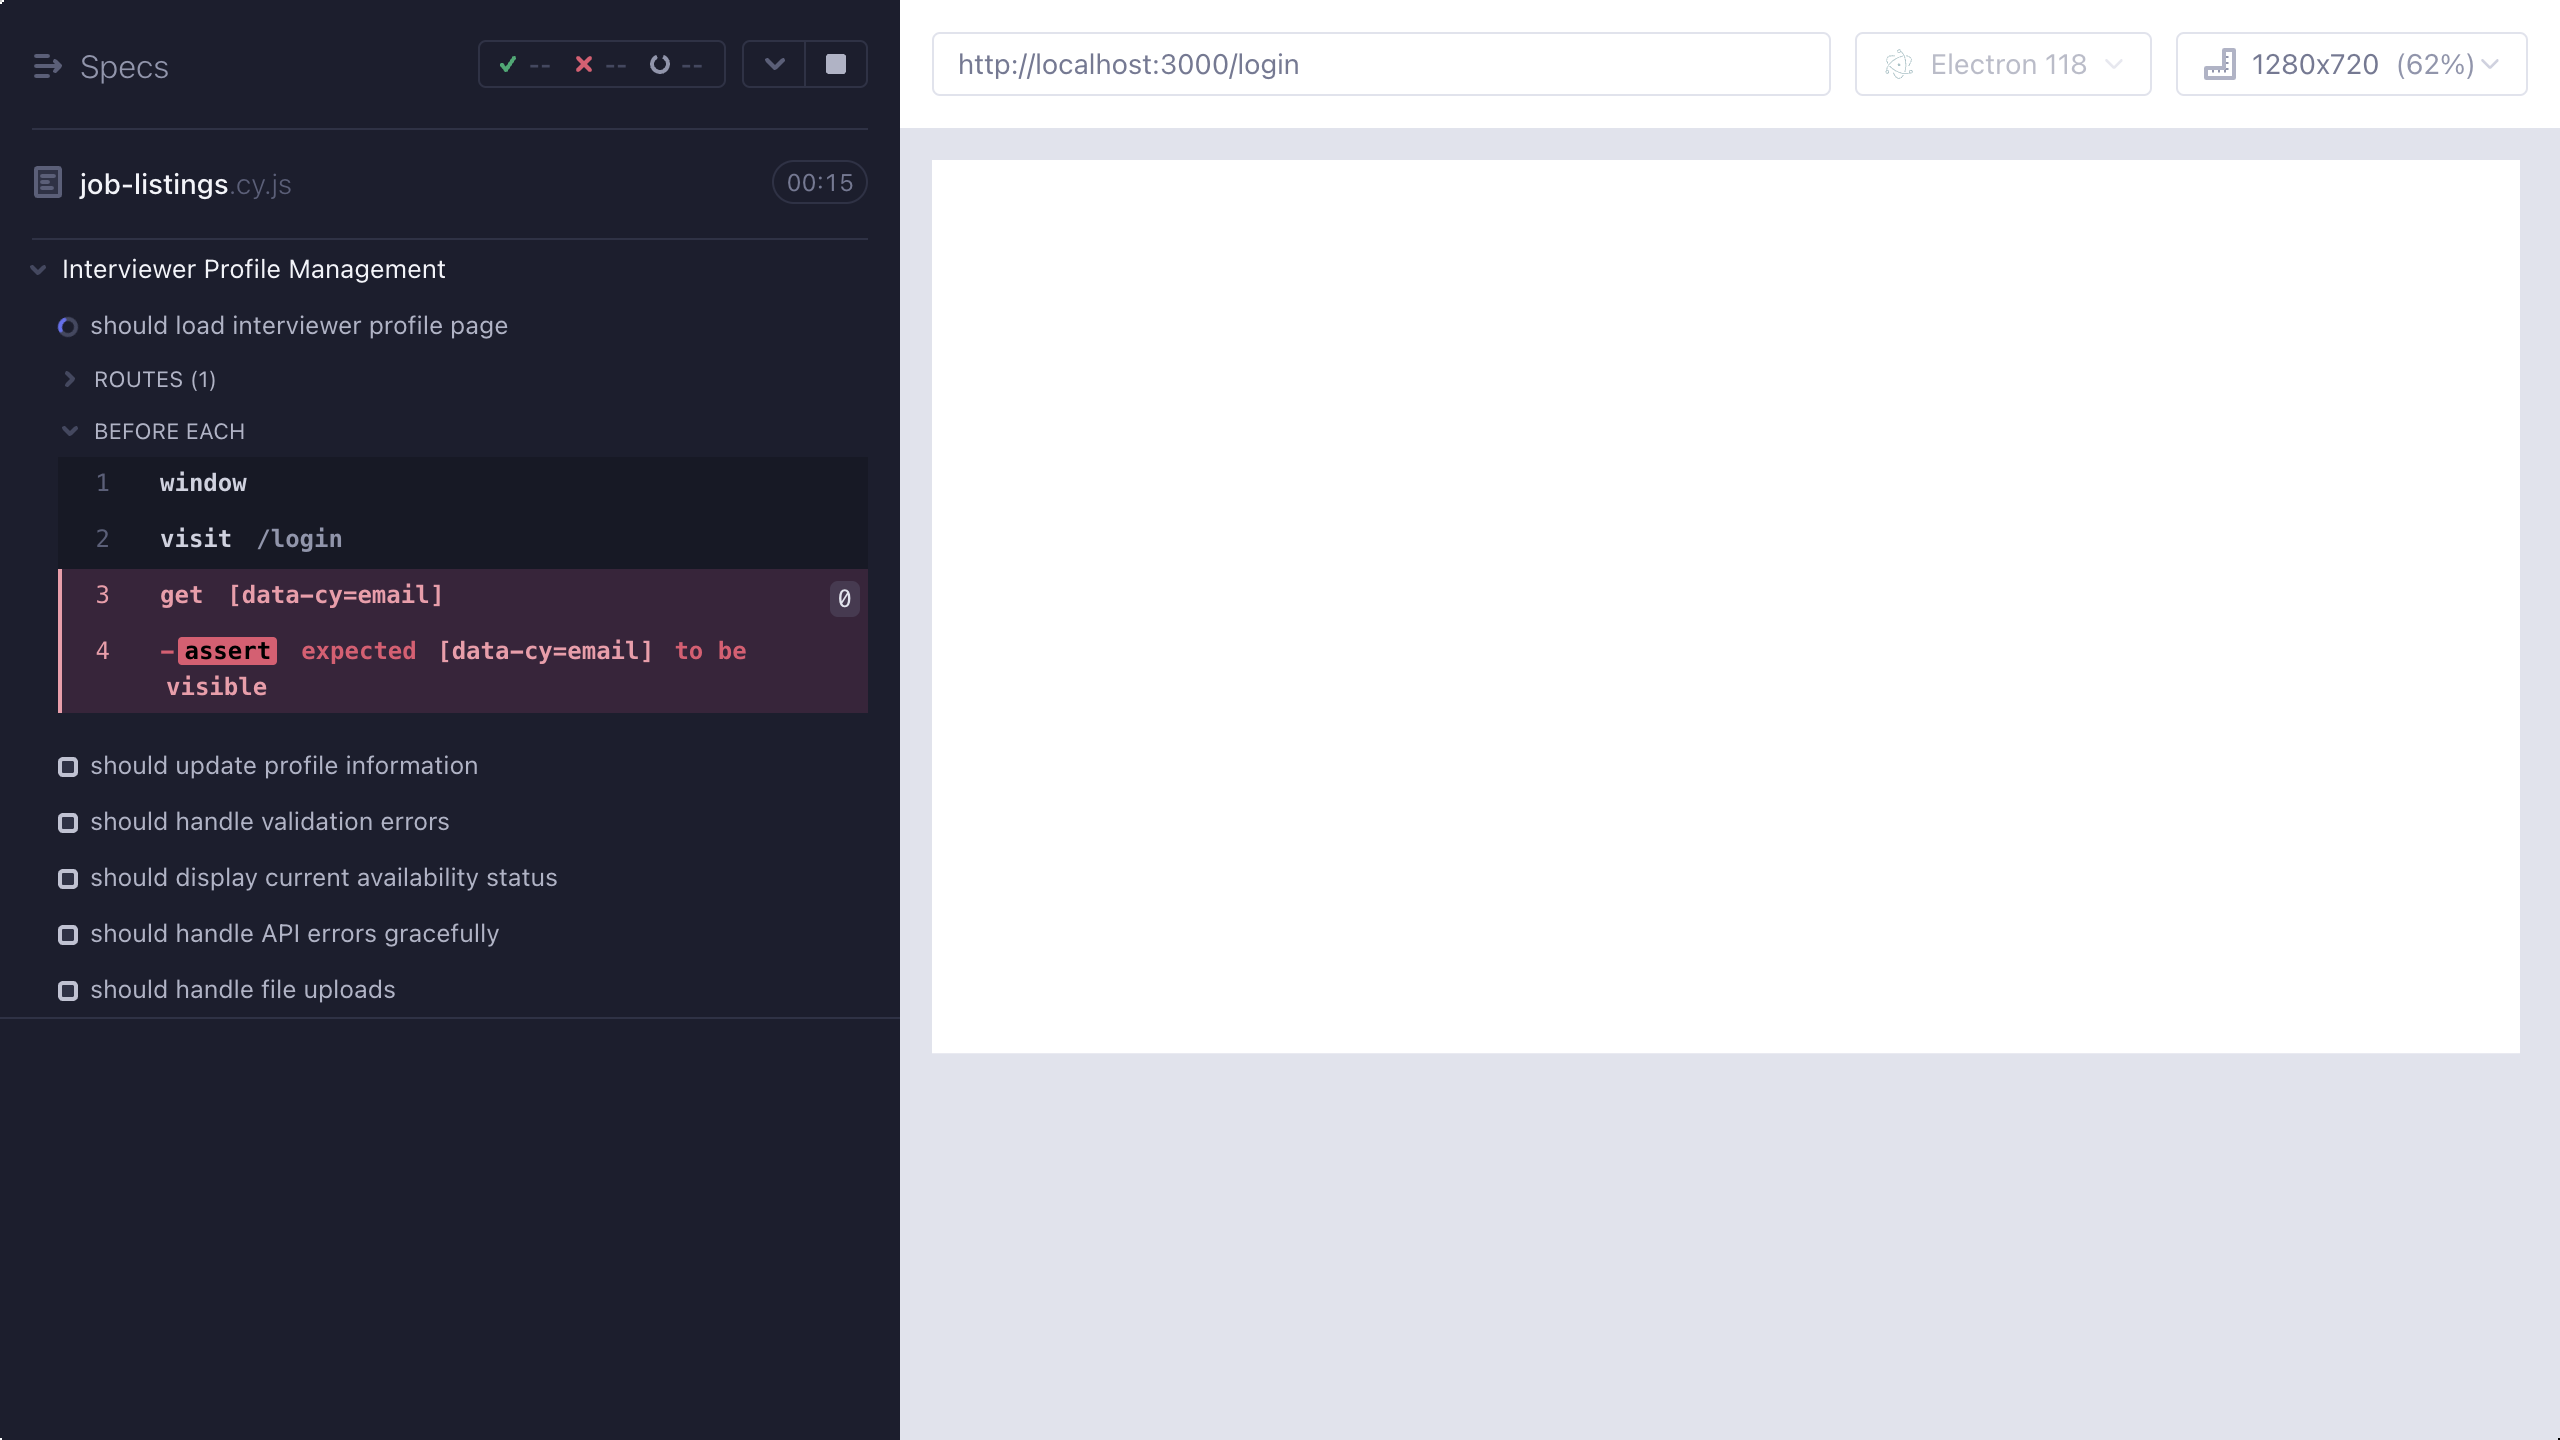 Specs
-- -- --
job-listings.cy.js
00:15
Interviewer Profile Management
should load interviewer profile page
ROUTES (1)
BEFORE EACH
1 window
2 visit /login
3 get [data-cy=email] 0
4 -assert expected [data-cy=email] to be
visible
should update profile information
should handle validation errors
should display current availability status
should handle API errors gracefully
should handle file uploads
http://localhost:3000/login
Electron 118
1280x720 (62%)